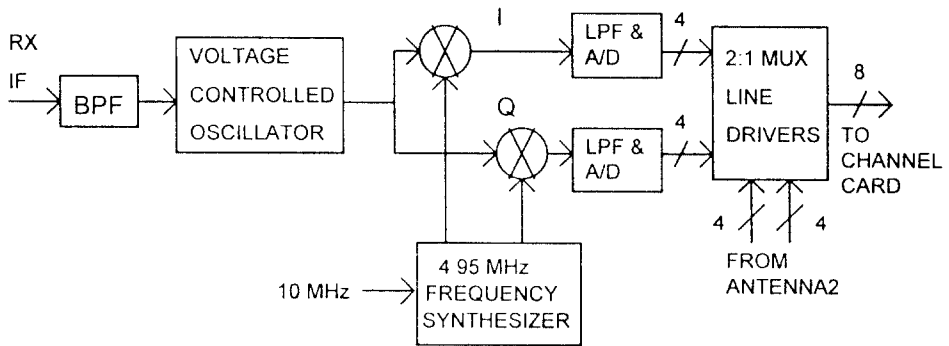 RX
IF
BPF
VOLTAGE
CONTROLLED
OSCILLATOR
I
Q
LPF &
A/D
4
LPF &
A/D
4
2:1 MUX
LINE
DRIVERS
8
TO
CHANNEL
CARD
4
4
FROM
ANTENNA2
10 MHz
4 95 MHz
FREQUENCY
SYNTHESIZER